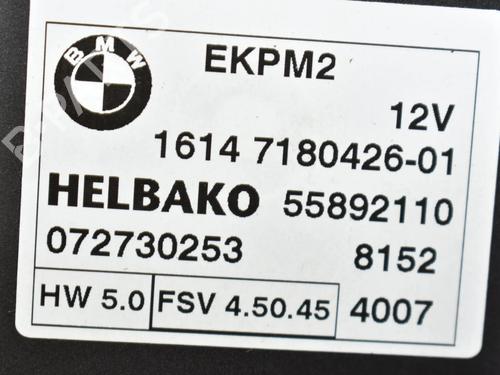 BMW
EKPM2
12V
1614 7180426-01
HELBAKO 55892110
072730253 8152
HW 5.0 FSV 4.50.45 4007